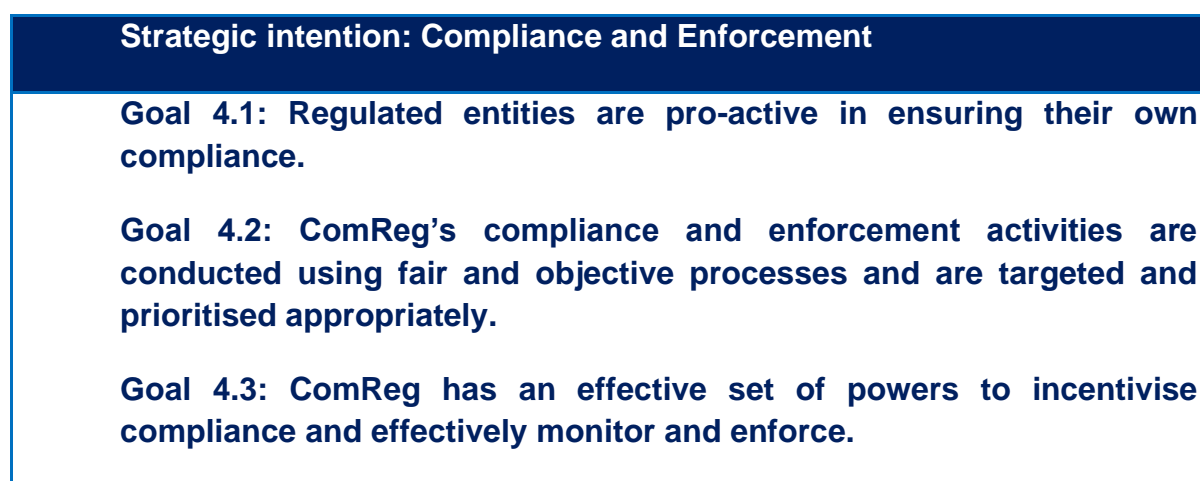 Strategic intention: Compliance and Enforcement
Goal 4.1: Regulated entities are pro-active in ensuring their own
compliance.
Goal 4.2: ComReg’s compliance and enforcement activities are
conducted using fair and objective processes and are targeted and
prioritised appropriately.
Goal 4.3: ComReg has an effective set of powers to incentivise
compliance and effectively monitor and enforce.